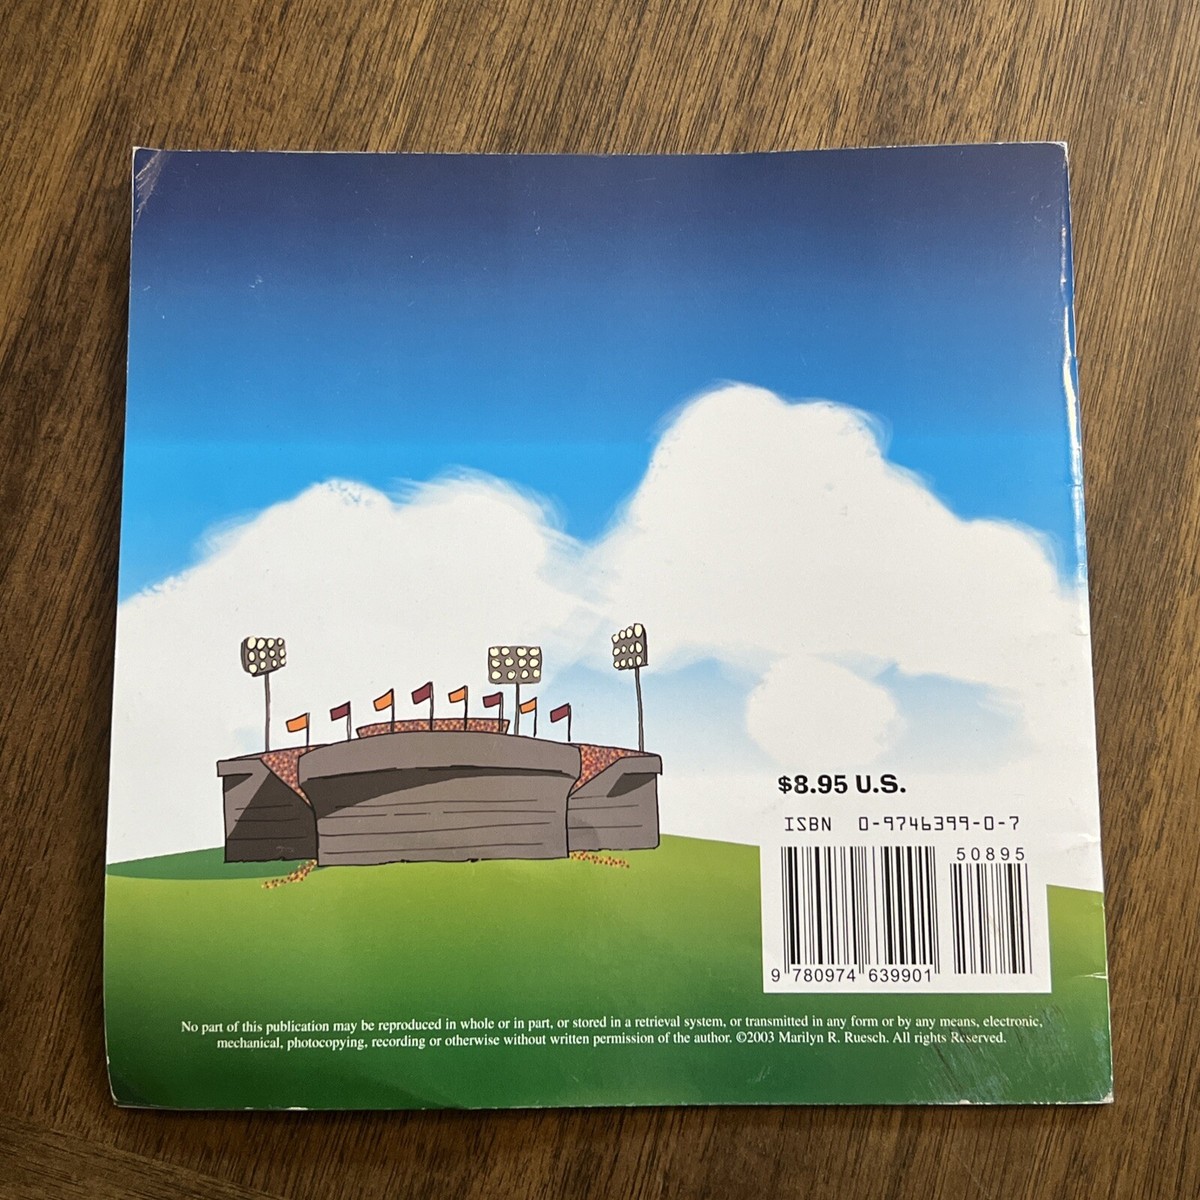 $8.95 U.S.
ISBN 0-9746399-0-7
50895
9 780974 639901
No part of this publication may be reproduced in whole or in part, or stored in a retrieval system, or transmitted in any form or by any means, electronic,
mechanical, photocopying, recording or otherwise without written permission of the author. ©2003 Marilyn R. Ruesch. All rights Reserved.